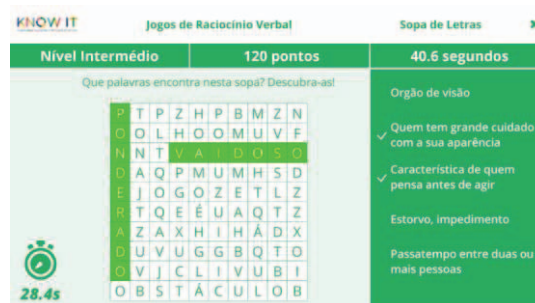 KNOW IT
Jogos de Raciocínio Verbal
Sopa de Letras
Nível Intermédio
120 pontos
40.6 segundos
Que palavras encontra nesta sopa? Descubra-as!
P T P Z H P B M Z N
O O L H O O M U V F
N N T V A I D O S O
D A Q P M U M H S D
E J O G O Z E T L Z
R T Q E É U A Q T Z
A Z A X H I H Á D X
D U V U G G B Q T O
O V J C L I V U B I
O B S T Á C U L O B
Orgão de visão
Quem tem grande cuidado
com a sua aparência
Característica de quem
pensa antes de agir
Estorvo, impedimento
Passatempo entre duas ou
mais pessoas
28.4s